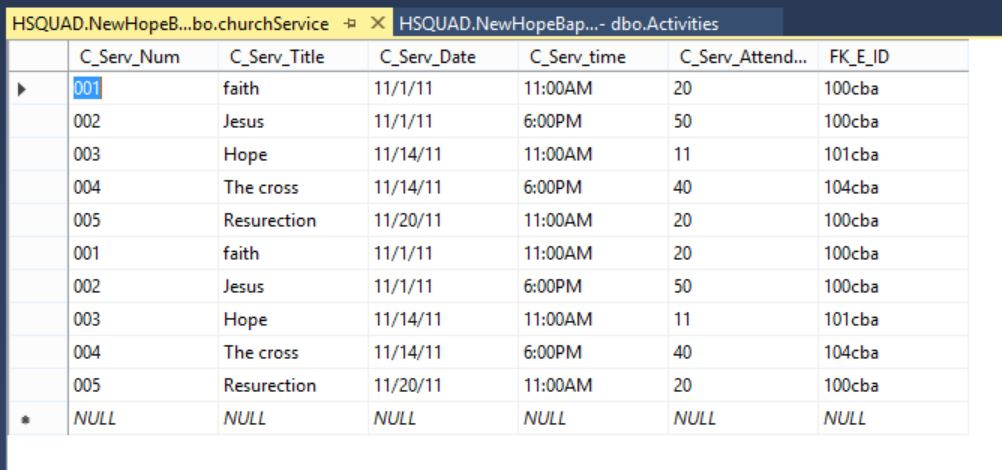 HSQUAD.NewHopeB...bo.churchService HSQUAD.NewHopeBap...- dbo.Activities
C_Serv_Num C_Serv_Title C_Serv_Date C_Serv_time C_Serv_Attend... FK_E_ID
001 faith 11/1/11 11:00AM 20 100cba
002 Jesus 11/1/11 6:00PM 50 100cba
003 Hope 11/14/11 11:00AM 11 101cba
004 The cross 11/14/11 6:00PM 40 104cba
005 Resurection 11/20/11 11:00AM 20 100cba
001 faith 11/1/11 11:00AM 20 100cba
002 Jesus 11/1/11 6:00PM 50 100cba
003 Hope 11/14/11 11:00AM 11 101cba
004 The cross 11/14/11 6:00PM 40 104cba
005 Resurection 11/20/11 11:00AM 20 100cba
NULL NULL NULL NULL NULL NULL